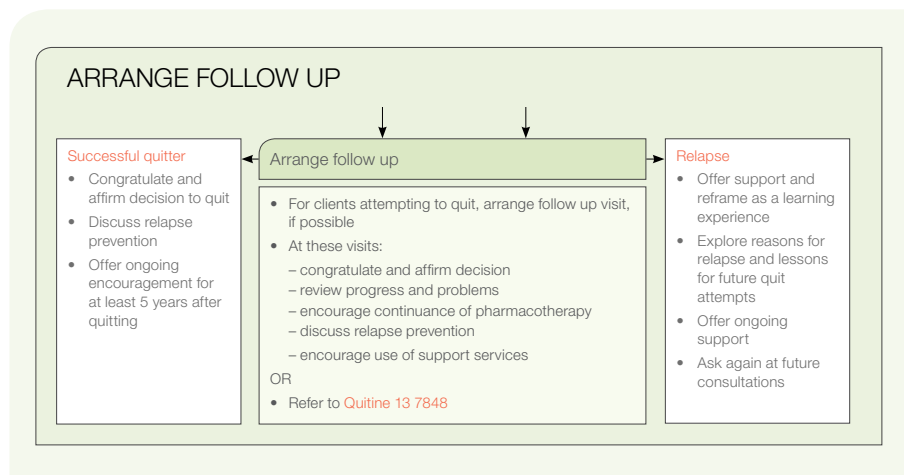 ARRANGE FOLLOW UP
Successful quitter
• Congratulate and
affirm decision to quit
• Discuss relapse
prevention
• Offer ongoing
encouragement for
at least 5 years after
quitting
Arrange follow up
• For clients attempting to quit, arrange follow up visit,
if possible
• At these visits:
– congratulate and affirm decision
– review progress and problems
– encourage continuance of pharmacotherapy
– discuss relapse prevention
– encourage use of support services
OR
• Refer to Quitine 13 7848
Relapse
• Offer support and
reframe as a learning
experience
• Explore reasons for
relapse and lessons
for future quit
attempts
• Offer ongoing
support
• Ask again at future
consultations